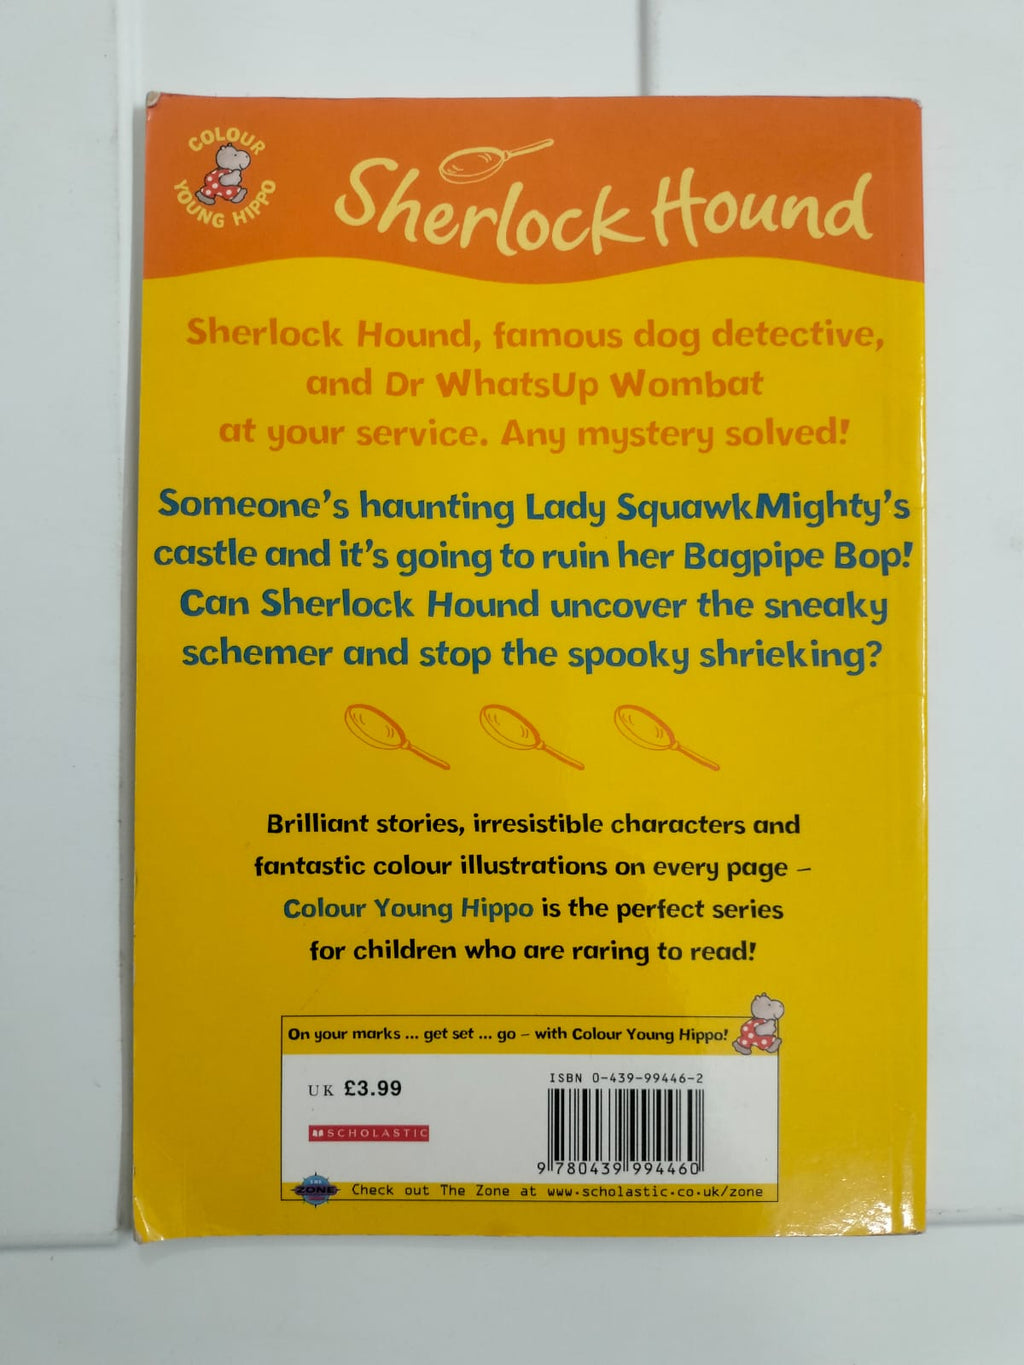 COLOUR
YOUNG HIPPO
Sherlock Hound
Sherlock Hound, famous dog detective,
and Dr WhatsUp Wombat
at your service. Any mystery solved!
Someone's haunting Lady SquawkMighty's
castle and it's going to ruin her Bagpipe Bop!
Can Sherlock Hound uncover the sneaky
schemer and stop the spooky shrieking?
Brilliant stories, irresistible characters and
fantastic colour illustrations on every page –
Colour Young Hippo is the perfect series
for children who are raring to read!
On your marks ... get set ... go – with Colour Young Hippo!
UK £3.99
ISBN 0-439-99446-2
SCHOLASTIC
9 780439 994460
THE
ZONE
Check out The Zone at www.scholastic.co.uk/zone